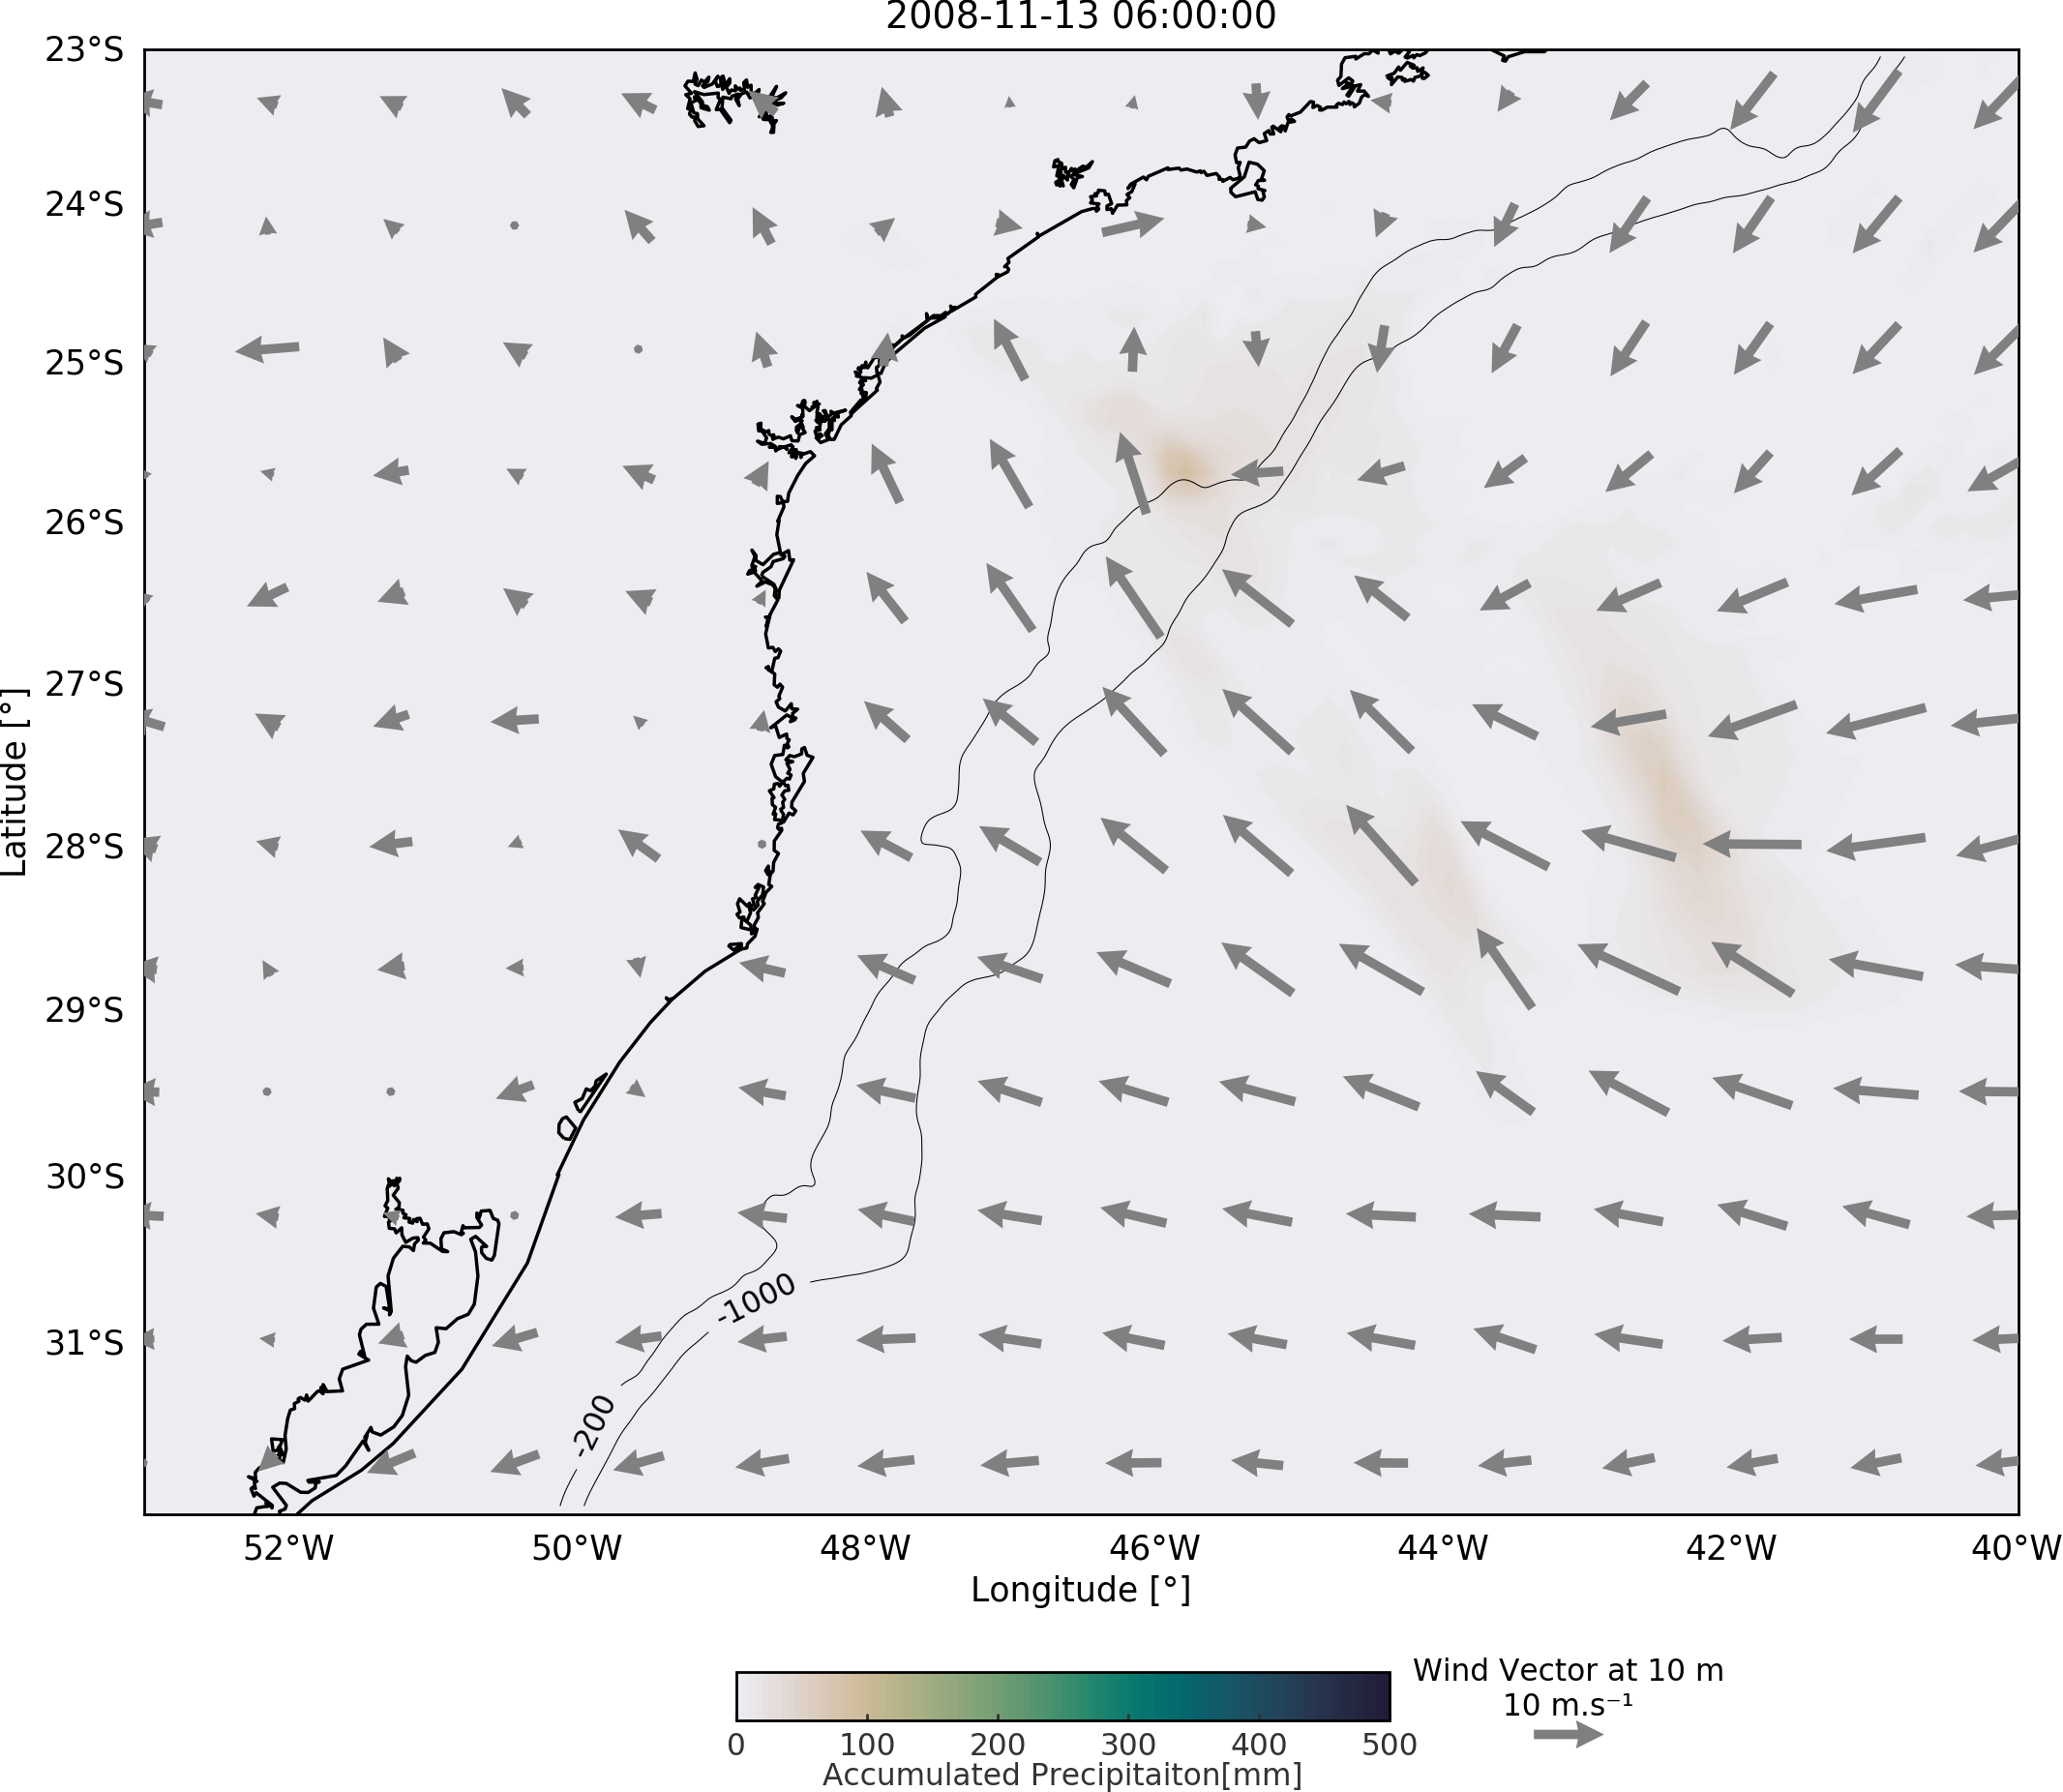 2008-11-13 06:00:00
23°S
24°S
25°S
26°S
27°S
28°S
29°S
30°S
31°S
Latitude [°]
-1000
-200
52°W 50°W 48°W 46°W 44°W 42°W 40°W
Longitude [°]
Wind Vector at 10 m
10 m.s⁻¹
0 100 200 300 400 500
Accumulated Precipitaiton[mm]